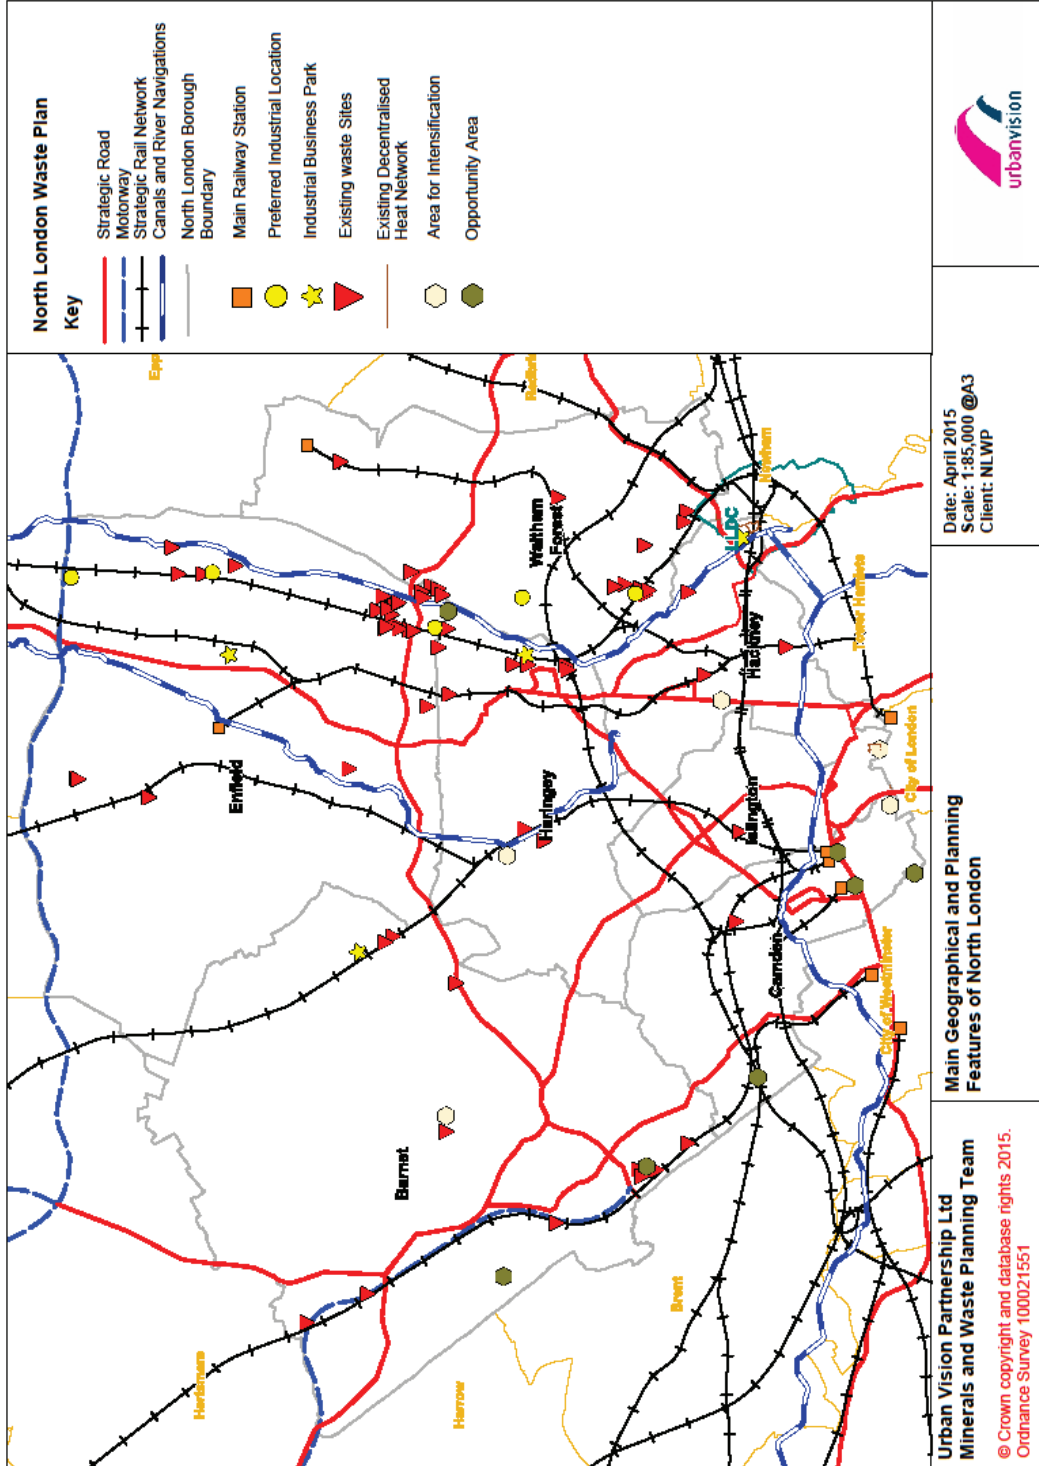 North London Waste Plan
Key
Strategic Road
Motorway
Strategic Rail Network
Canals and River Navigations
North London Borough
Boundary
Main Railway Station
Preferred Industrial Location
Industrial Business Park
Existing waste Sites
Existing Decentralised
Heat Network
Area for Intensification
Opportunity Area
Hertsmere
Harrow
Brent
Barnet
Enfield
Haringey
Waltham
Forest
Epp
Redbri
Newham
LLDC
Hackney
Tower Hamlets
Islington
City of London
Camden
City of Westminster
Urban Vision Partnership Ltd
Minerals and Waste Planning Team
© Crown copyright and database rights 2015.
Ordnance Survey 100021551
Main Geographical and Planning
Features of North London
Date: April 2015
Scale: 1:85,000 @A3
Client: NLWP
urbanvision